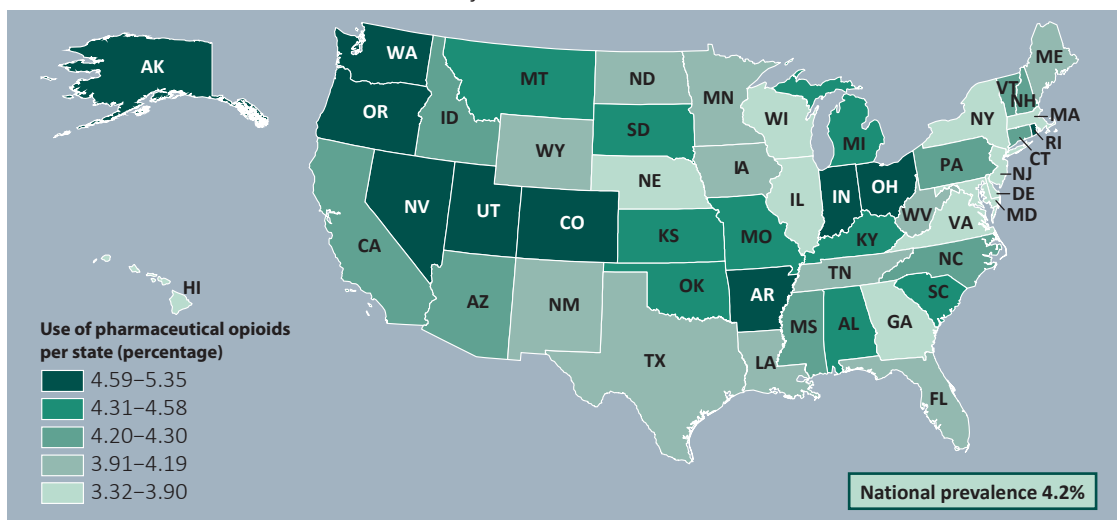 AK
WA
MT
ND
MN
ME
VT
NH
OR
ID
SD
WI
NY
MA
MI
RI
CT
WY
IA
PA
NJ
NE
IL
IN
OH
DE
MD
NV
UT
CO
WV
VA
CA
KS
MO
KY
NC
TN
HI
AZ
NM
OK
AR
SC
MS
AL
GA
TX
LA
FL
Use of pharmaceutical opioids
per state (percentage)
4.59–5.35
4.31–4.58
4.20–4.30
3.91–4.19
3.32–3.90
National prevalence 4.2%